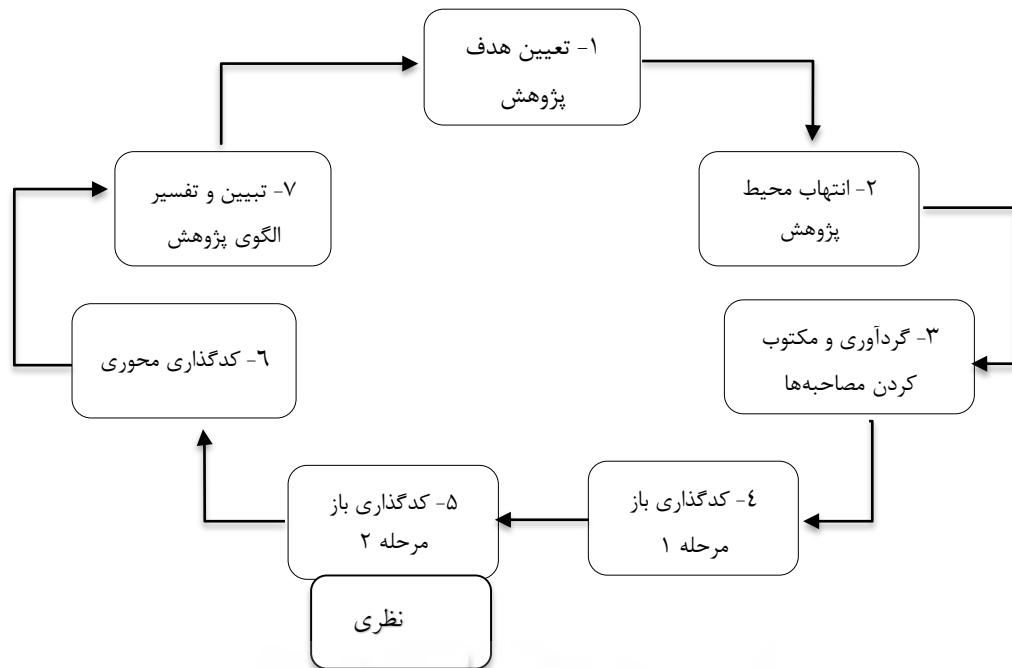 ۱- تعیین هدف
پژوهش
۲- انتهاب محیط
پژوهش
۳- گردآوری و مکتوب
کردن مصاحبه‌ها
٤- کدگذاری باز
مرحله ۱
۵- کدگذاری باز
مرحله ۲
نظری
٦- کدگذاری محوری
۷- تبیین و تفسیر
الگوی پژوهش